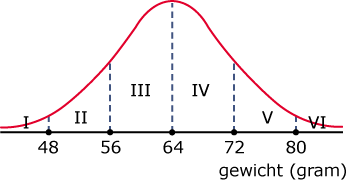 III IV
I II V VI
48 56 64 72 80
gewicht (gram)